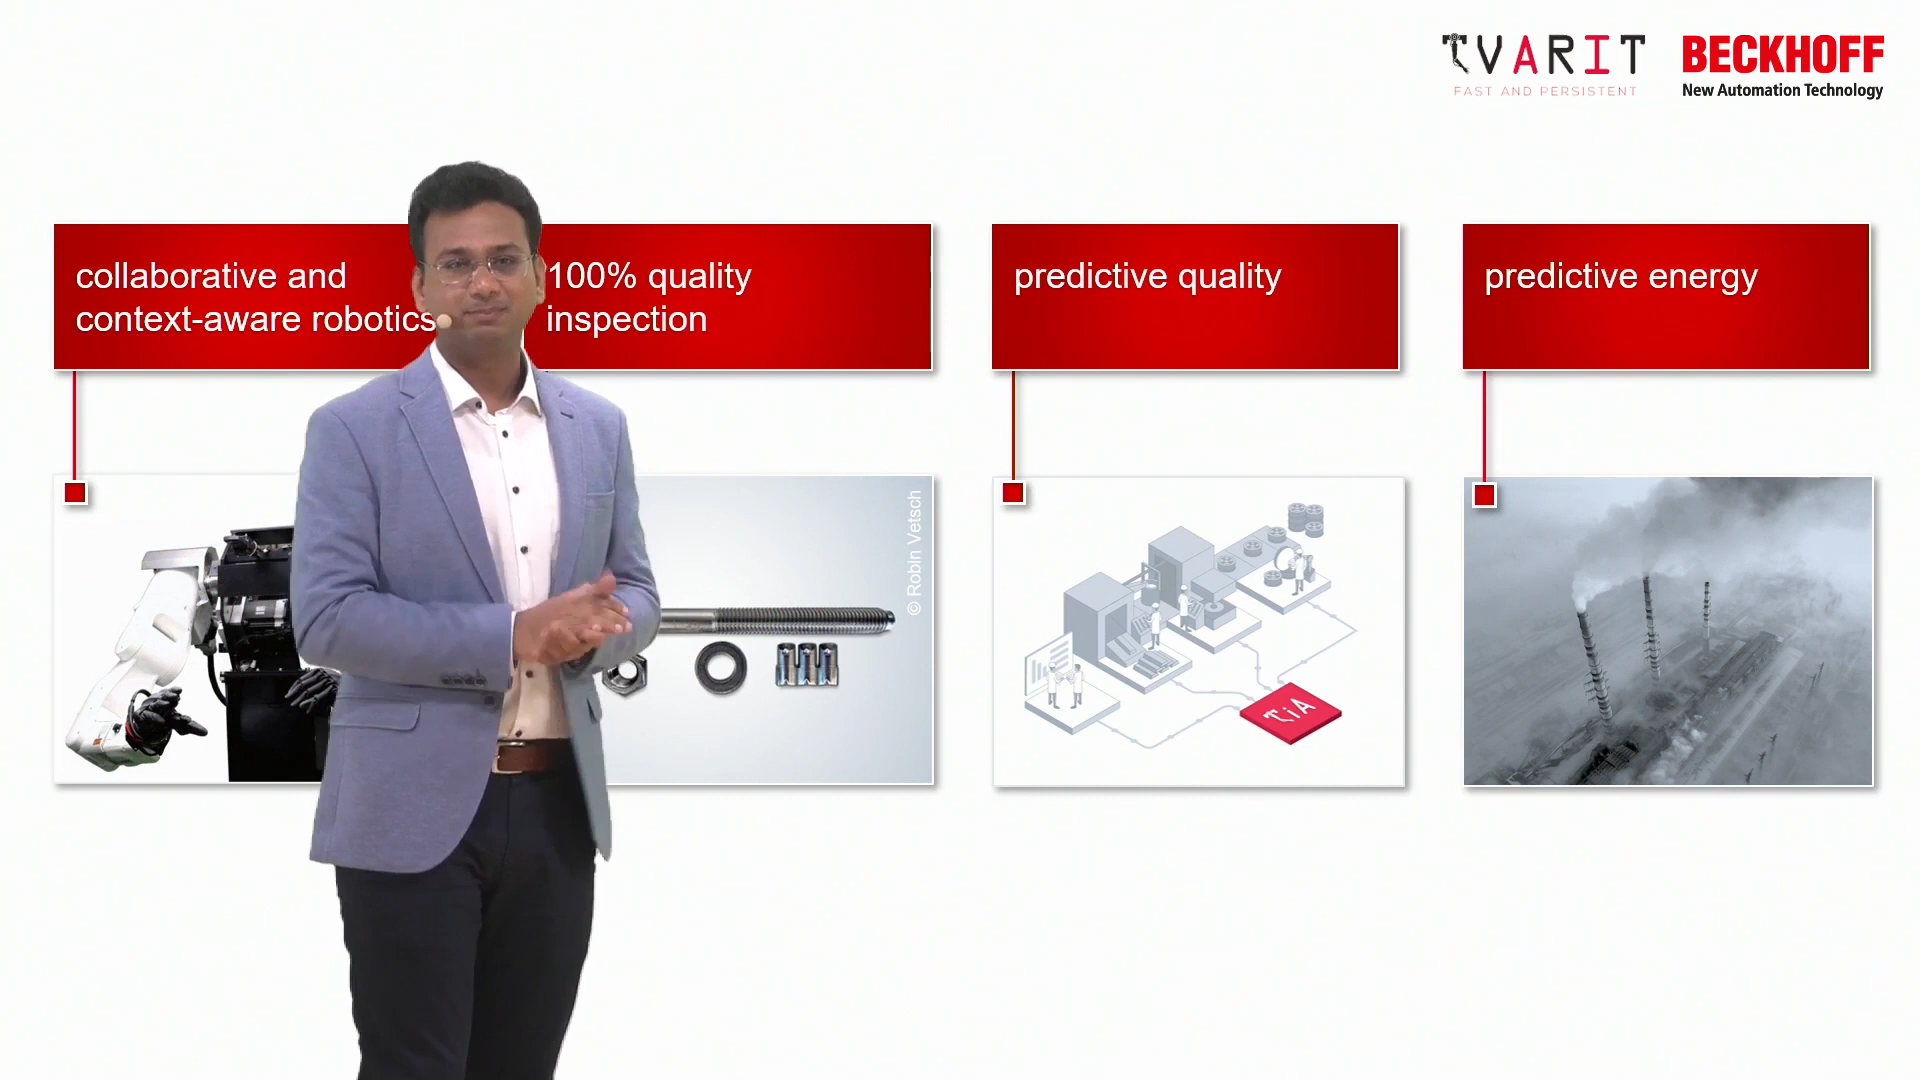 TVARIT
FAST AND PERSISTENT
BECKHOFF
New Automation Technology
collaborative and
context-aware robotics
100% quality
inspection
predictive quality
predictive energy
© Robin Vetsch
TiA